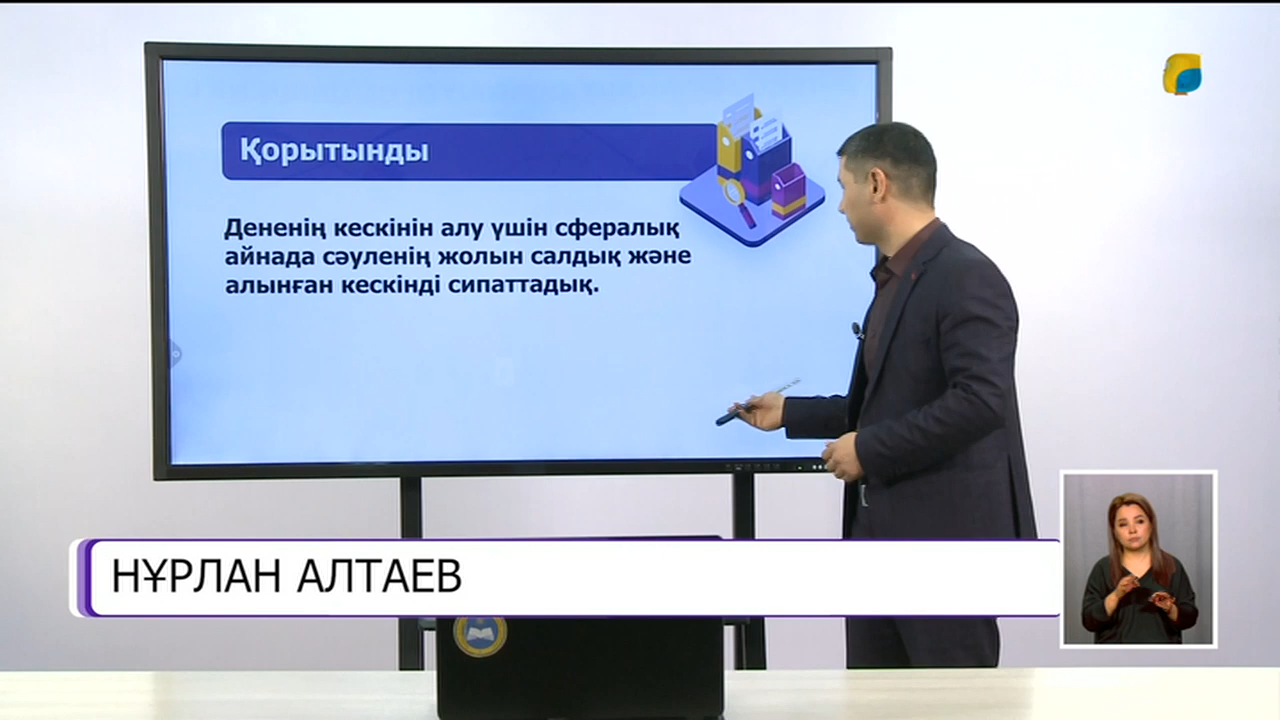 Қорытынды
Дененің кескінін алу үшін сфералық
айнада сәуленің жолын салдық және
алынған кескінді сипаттадық.
НҰРЛАН АЛТАЕВ